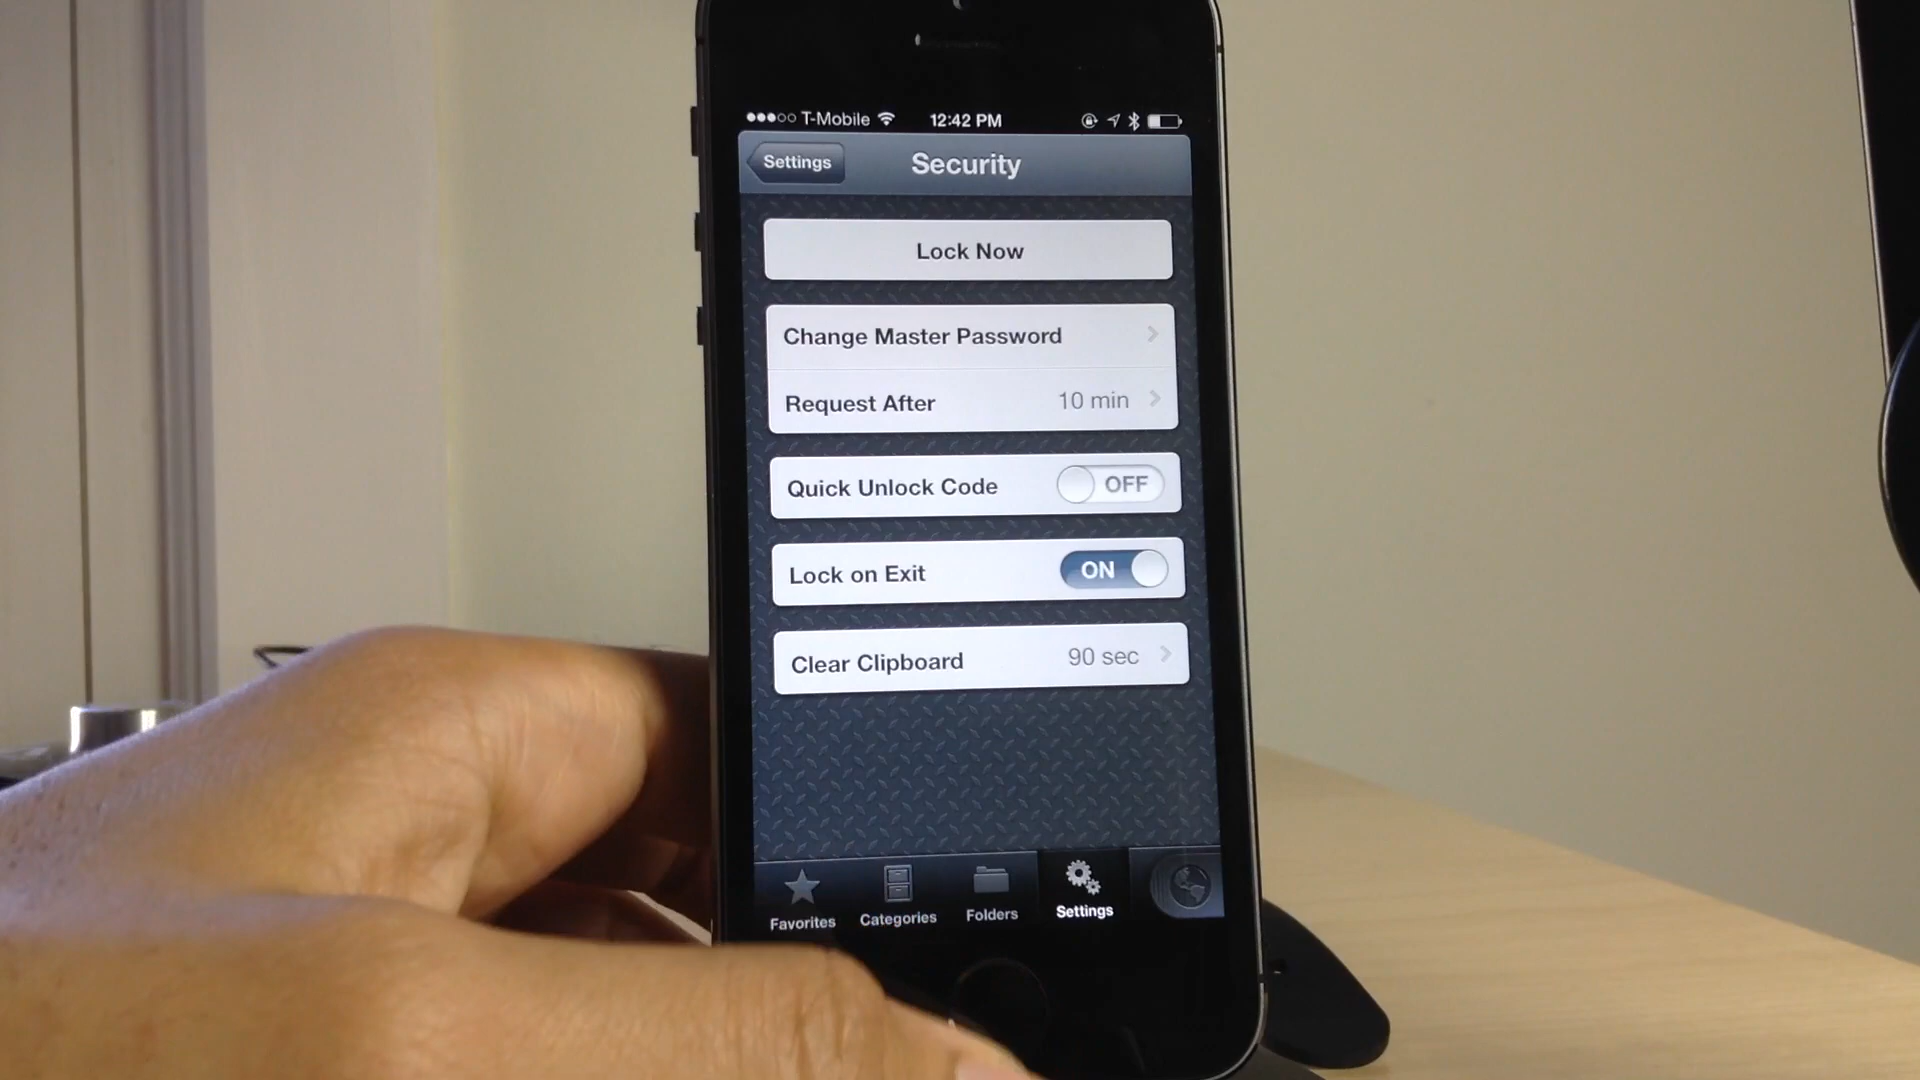 T-Mobile 12:42 PM
Settings Security
Lock Now
Change Master Password
Request After 10 min
Quick Unlock Code OFF
Lock on Exit ON
Clear Clipboard 90 sec
Favorites Categories Folders Settings